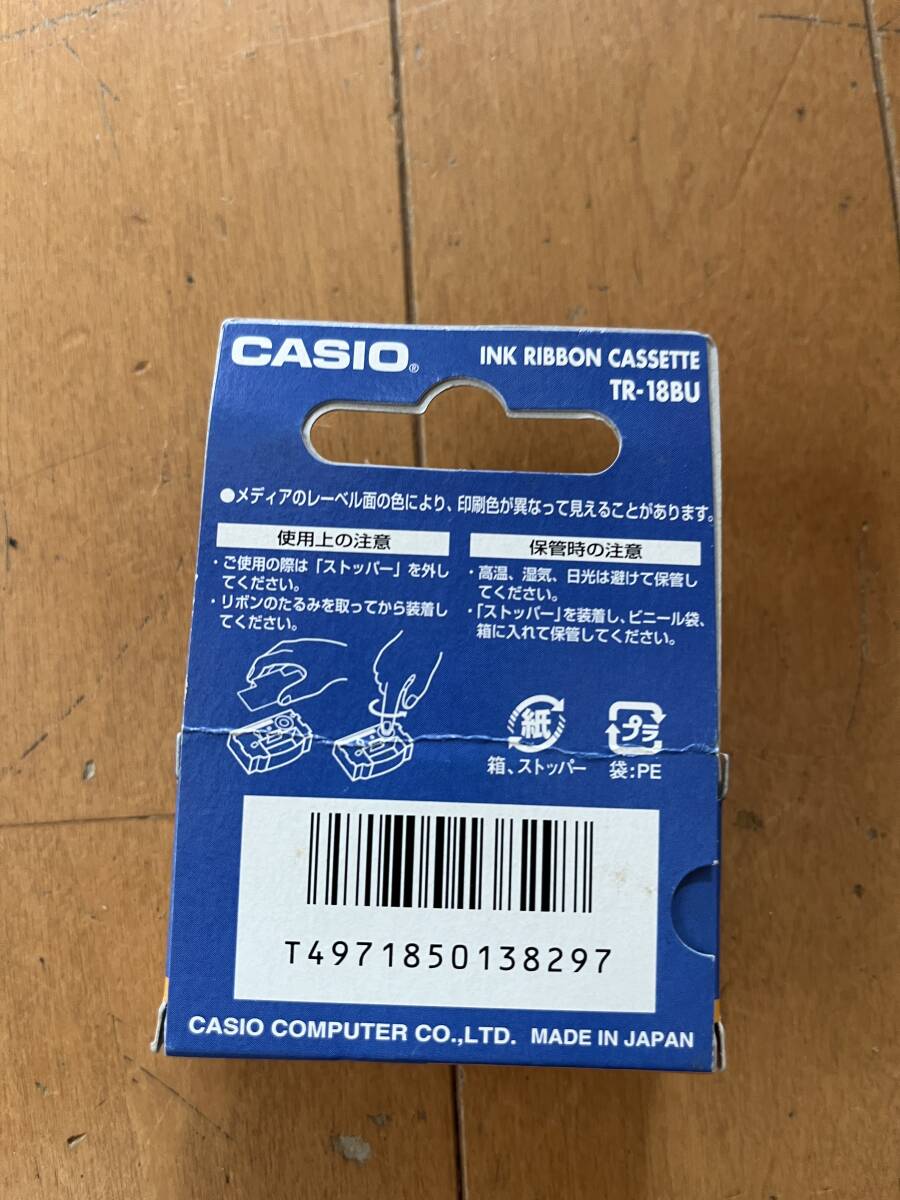 CASIO®
INK RIBBON CASSETTE
TR-18BU
●メディアのレーベル面の色により、印刷色が異なって見えることがあります。
使用上の注意
・ご使用の際は「ストッパー」を外し
てください。
・リボンのたるみを取ってから装着し
てください。
保管時の注意
・高温、湿気、日光は避けて保管し
てください。
・「ストッパー」を装着し、ビニール袋、
箱に入れて保管してください。
紙
箱、ストッパー
プラ
袋:PE
T4971850138297
CASIO COMPUTER CO.,LTD. MADE IN JAPAN